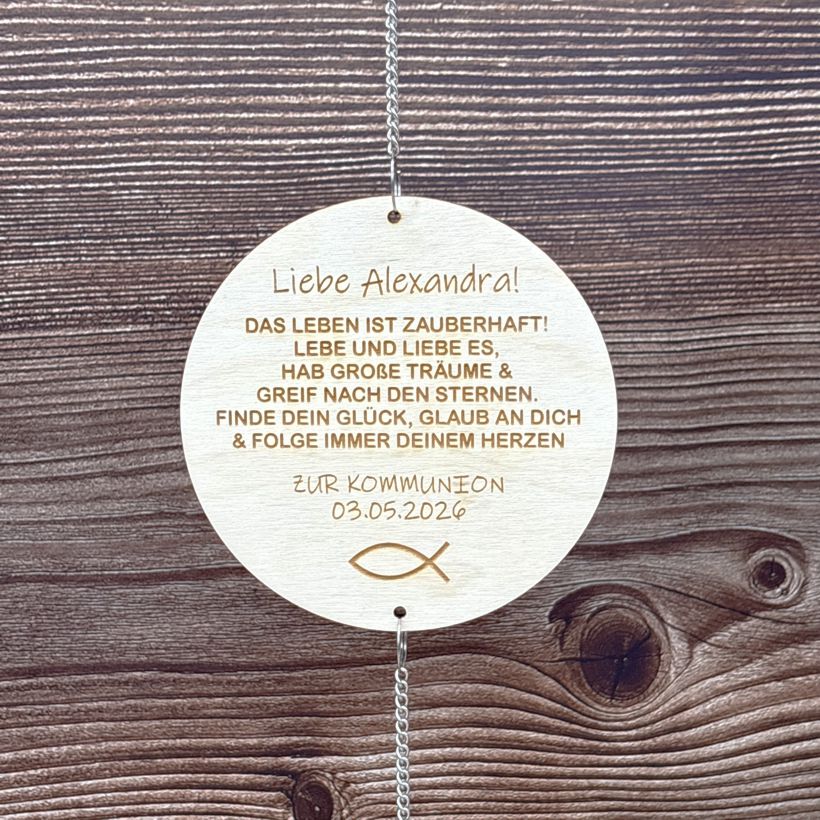 Liebe Alexandra!
DAS LEBEN IST ZAUBERHAFT!
LEBE UND LIEBE ES,
HAB GROßE TRÄUME &
GREIF NACH DEN STERNEN.
FINDE DEIN GLÜCK, GLAUB AN DICH
& FOLGE IMMER DEINEM HERZEN
ZUR KOMMUNION
03.05.2026